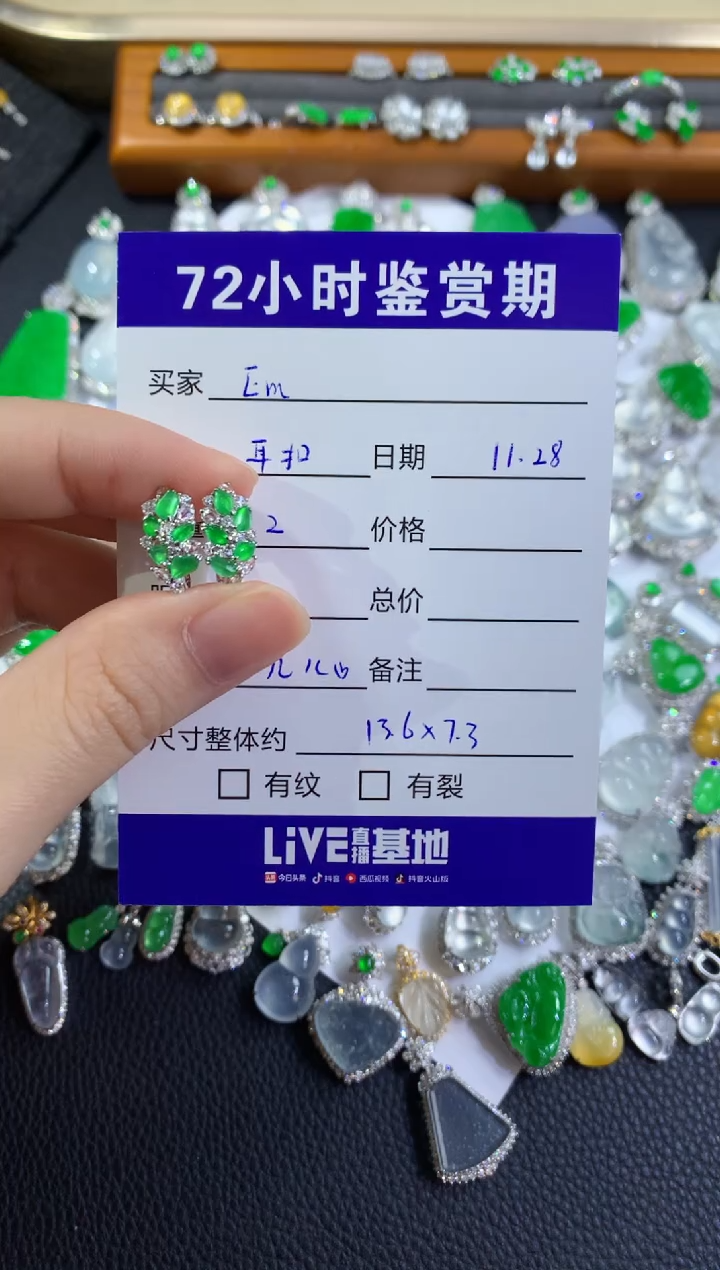 72小时鉴赏期
买家 Em
耳扣 日期 11.28
2 价格
总价
备注
尺寸整体约 13.6x7.3
有纹 有裂
LiVE直播基地
今日头条 抖音 西瓜视频 抖音火山版